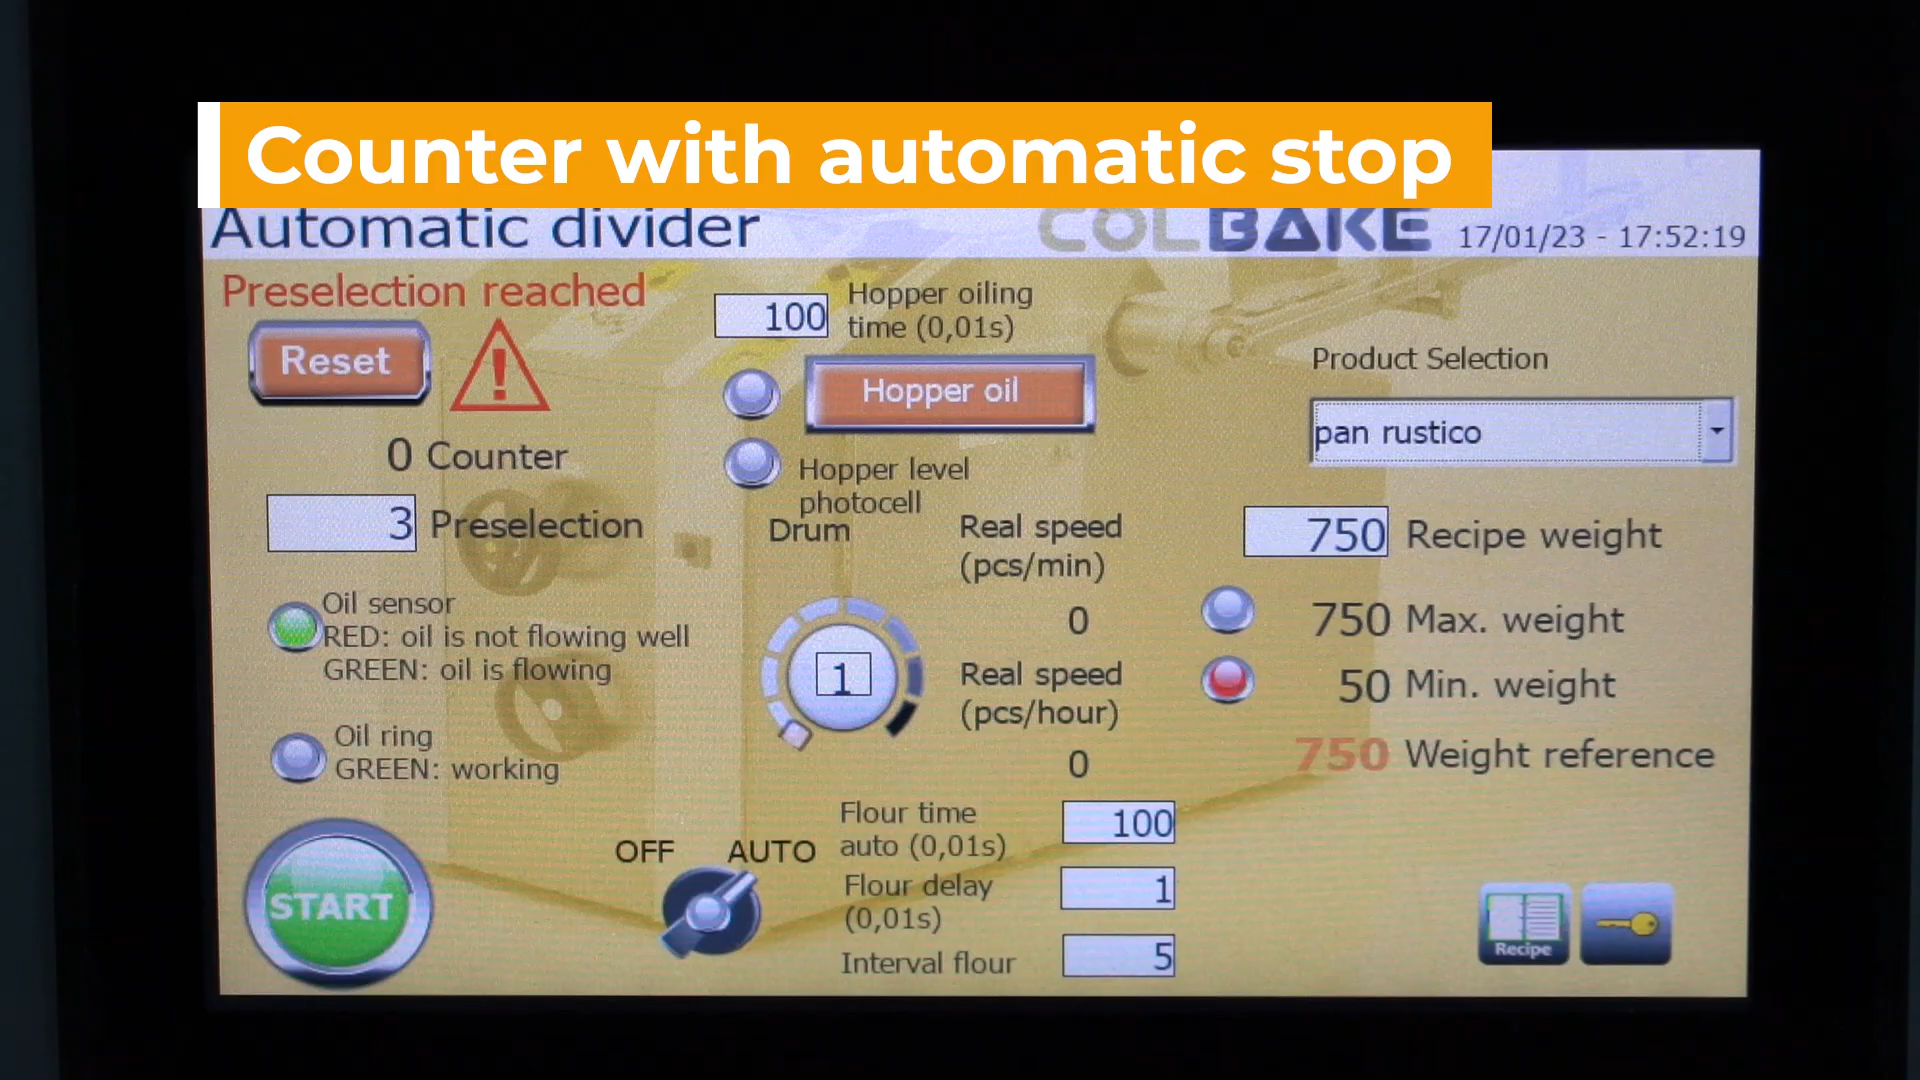 Counter with automatic stop
Automatic divider
COLBAKE
17/01/23 - 17:52:19
Preselection reached
Reset
0 Counter
3 Preselection
Oil sensor
RED: oil is not flowing well
GREEN: oil is flowing
Oil ring
GREEN: working
START
OFF AUTO
100
Hopper oiling
time (0,01s)
Hopper oil
Hopper level
photocell
Drum
1
Real speed
(pcs/min)
0
Real speed
(pcs/hour)
0
Flour time
auto (0,01s)
100
Flour delay
(0,01s)
1
Interval flour
5
Product Selection
pan rustico
750 Recipe weight
750 Max. weight
50 Min. weight
750 Weight reference
Recipe